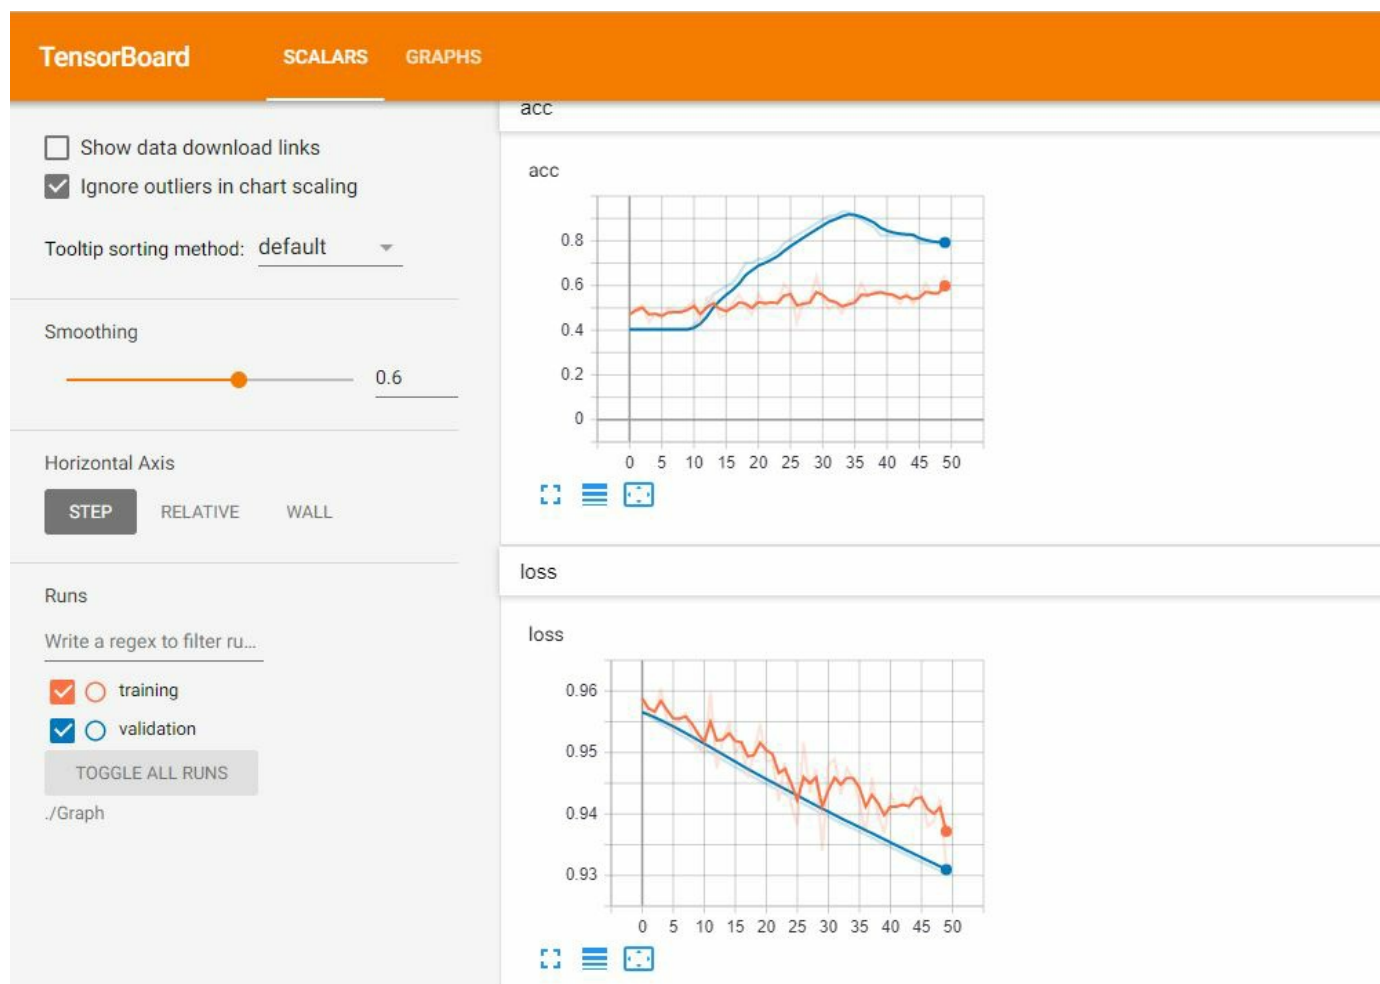 TensorBoard SCALARS GRAPHS
Show data download links
Ignore outliers in chart scaling
Tooltip sorting method: default
Smoothing
0.6
Horizontal Axis
STEP RELATIVE WALL
Runs
Write a regex to filter ru...
training
validation
TOGGLE ALL RUNS
./Graph
acc
acc
0.8
0.6
0.4
0.2
0
0 5 10 15 20 25 30 35 40 45 50
loss
loss
0.96
0.95
0.94
0.93
0 5 10 15 20 25 30 35 40 45 50